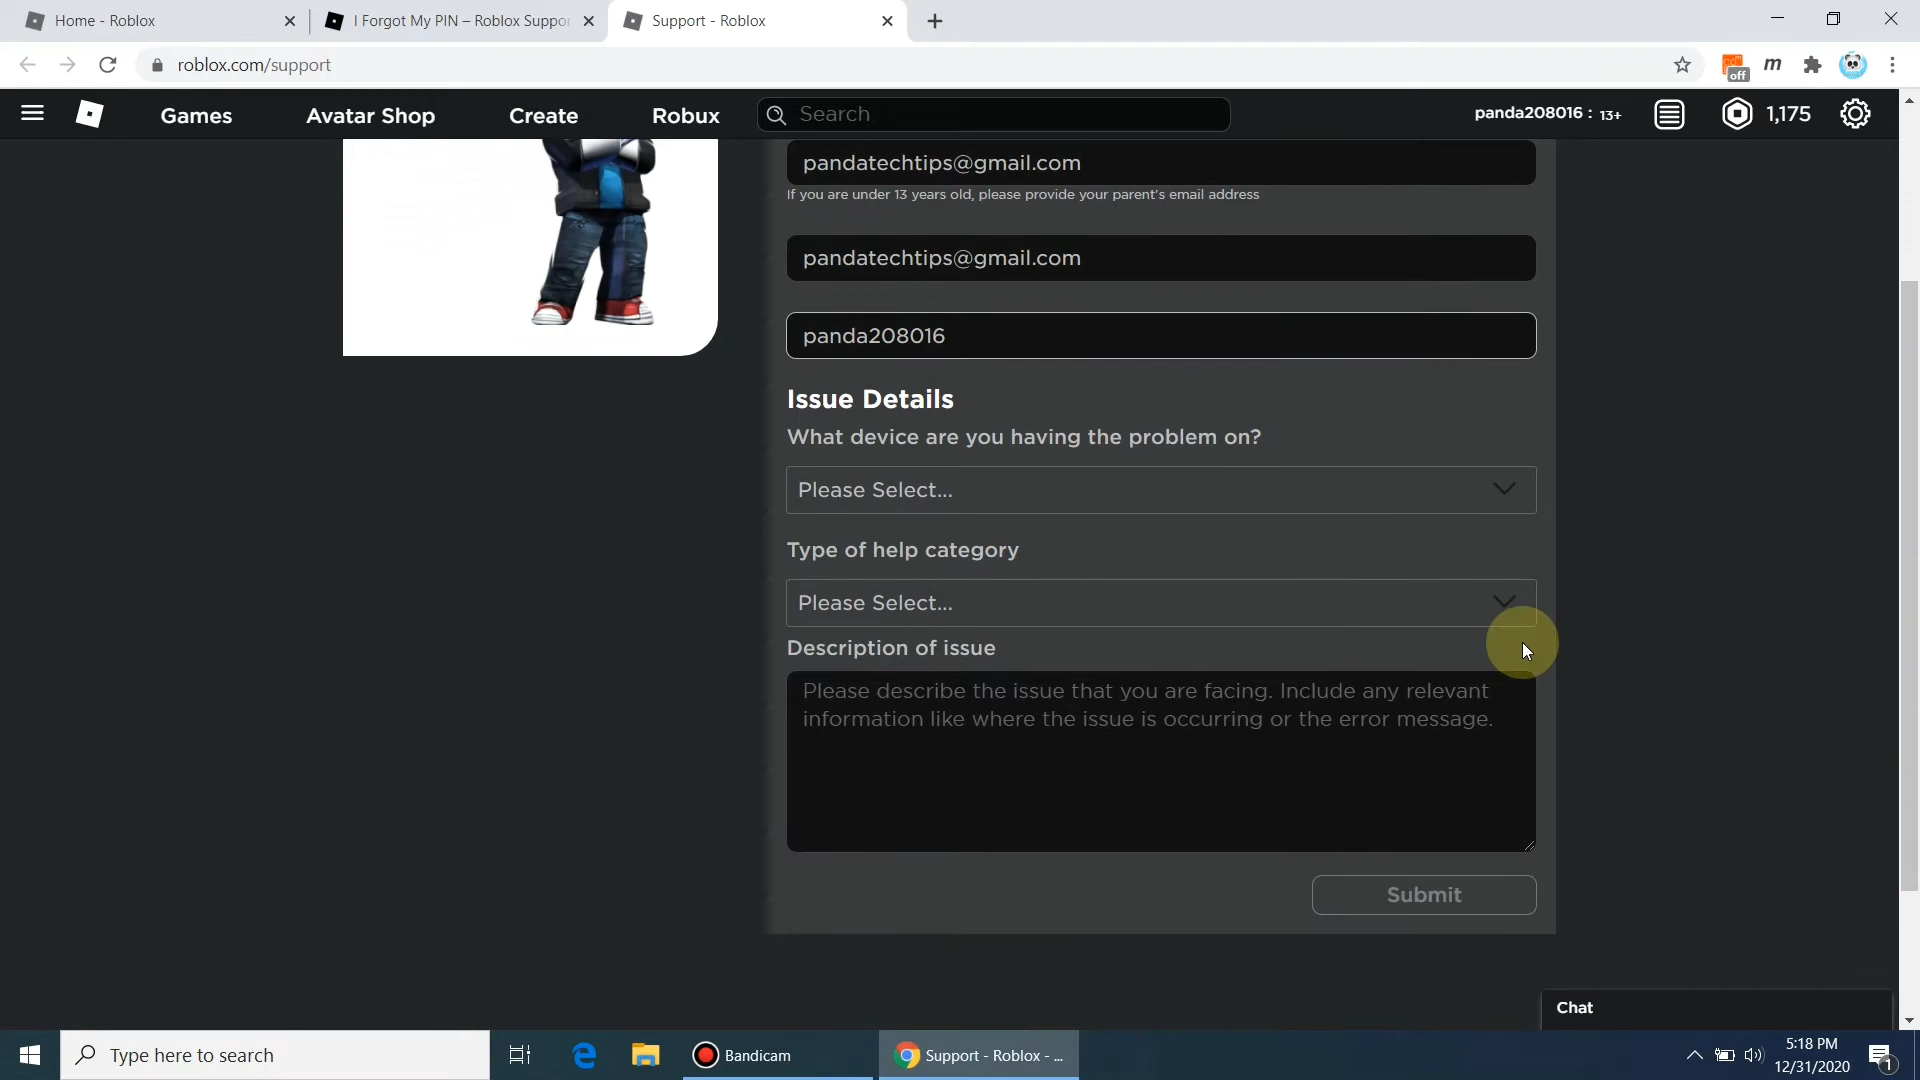 Home - Roblox
I Forgot My PIN – Roblox Suppor
Support - Roblox
roblox.com/support
off
m
Games
Avatar Shop
Create
Robux
Search
panda208016 : 13+
1,175
pandatechtips@gmail.com
If you are under 13 years old, please provide your parent's email address
pandatechtips@gmail.com
panda208016
Issue Details
What device are you having the problem on?
Please Select...
Type of help category
Please Select...
Description of issue
Please describe the issue that you are facing. Include any relevant
information like where the issue is occurring or the error message.
Submit
Chat
Type here to search
Bandicam
Support - Roblox - ...
5:18 PM
12/31/2020
1